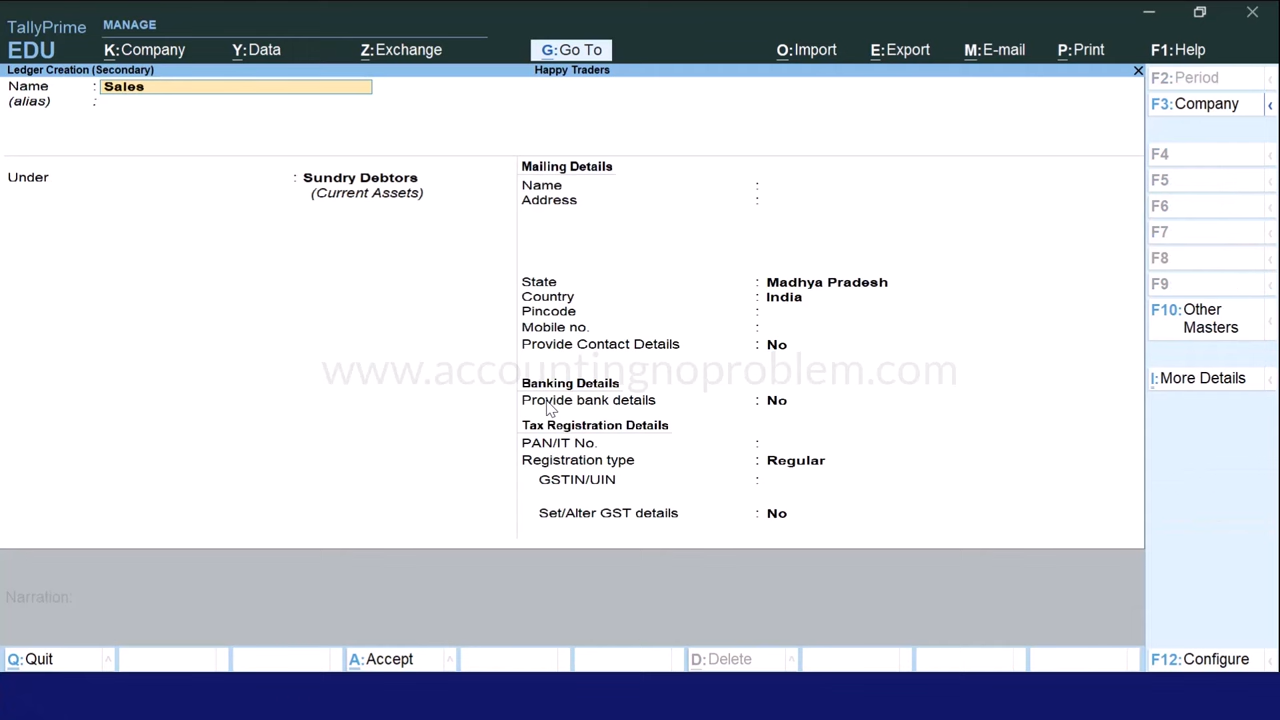 TallyPrime MANAGE
EDU K:Company Y:Data Z:Exchange G:Go To O:Import E:Export M:E-mail P:Print F1:Help
Ledger Creation (Secondary) Happy Traders
Name : Sales
(alias) :
Under : Sundry Debtors
(Current Assets)
Mailing Details
Name :
Address :
State : Madhya Pradesh
Country : India
Pincode :
Mobile no. :
Provide Contact Details : No
www.accountingnoproblem.com
Banking Details
Provide bank details : No
Tax Registration Details
PAN/IT No. :
Registration type : Regular
GSTIN/UIN :
Set/Alter GST details : No
Narration:
F2:Period
F3:Company
F4
F5
F6
F7
F8
F9
F10:Other
Masters
I:More Details
Q:Quit A:Accept D:Delete F12:Configure